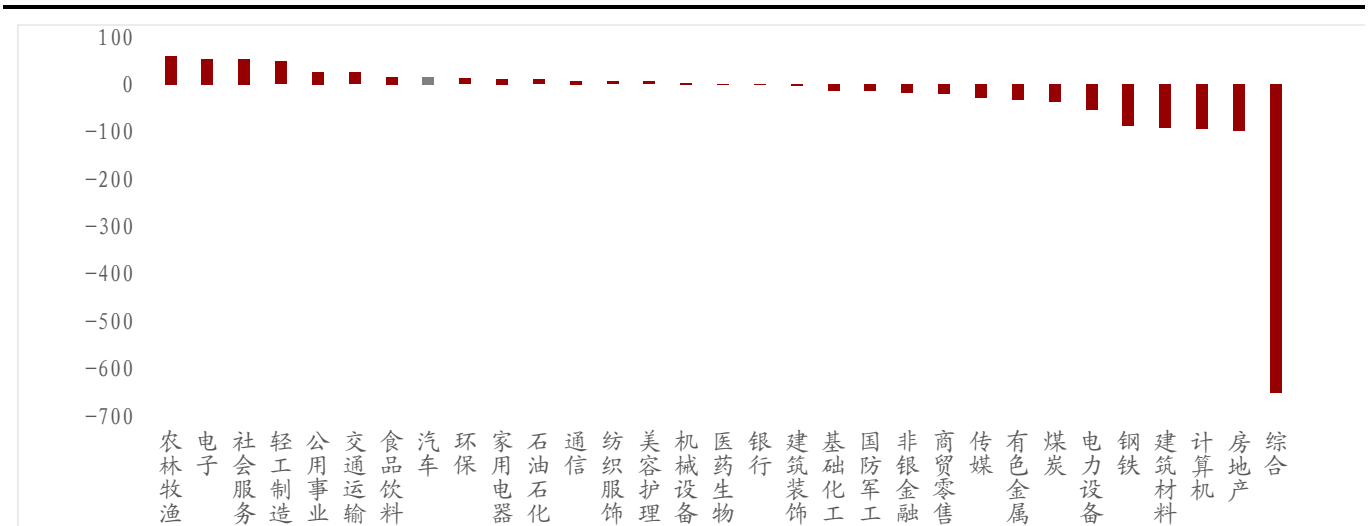 100
0
-100
-200
-300
-400
-500
-600
-700
农林牧渔
电子
社会服务
轻工制造
公用事业
交通运输
食品饮料
汽车
环保
家用电器
石油石化
通信
纺织服饰
美容护理
机械设备
医药生物
银行
建筑装饰
基础化工
国防军工
非银金融
商贸零售
传媒
有色金属
煤炭
电力设备
钢铁
建筑材料
计算机
房地产
综合